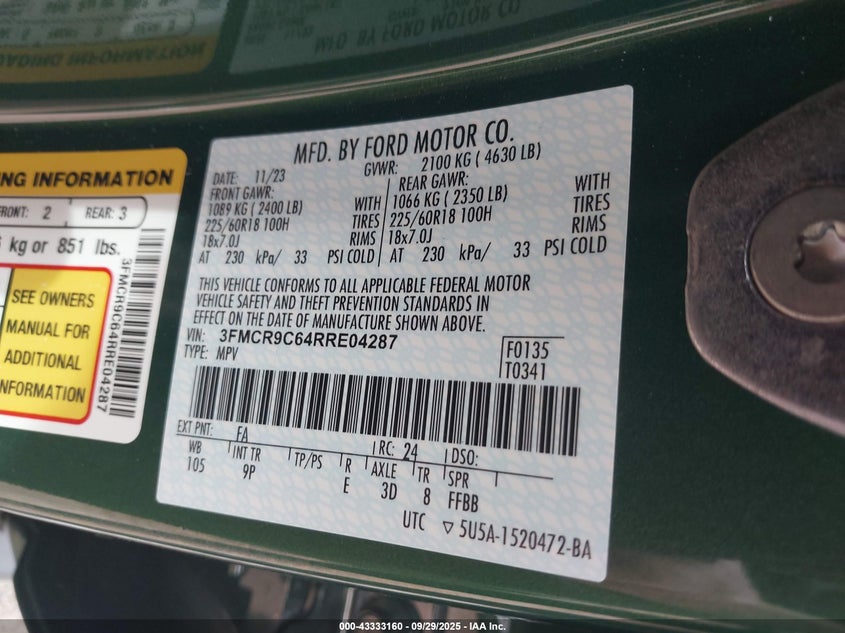 MFD. BY FORD MOTOR CO.
DATE: 11/23 GVWR: 2100 KG ( 4630 LB)
FRONT GAWR: REAR GAWR:
1089 KG ( 2400 LB) WITH 1066 KG ( 2350 LB) WITH
225/60R18 100H TIRES 225/60R18 100H TIRES
18x7.0J RIMS 18x7.0J RIMS
AT 230 kPa/ 33 PSI COLD AT 230 kPa/ 33 PSI COLD
THIS VEHICLE CONFORMS TO ALL APPLICABLE FEDERAL MOTOR
VEHICLE SAFETY AND THEFT PREVENTION STANDARDS IN
EFFECT ON THE DATE OF MANUFACTURE SHOWN ABOVE.
VIN: 3FMCR9C64RRE04287
TYPE: MPV
F0135
T0341
EXT PNT: FA RC: 24 DSO:
WB INT TR TP/PS R AXLE TR SPR
105 9P E 3D 8 FFBB
UTC ▽ 5U5A-1520472-BA
NG INFORMATION
FRONT: 2 REAR: 3
kg or 851 lbs.
SEE OWNERS
MANUAL FOR
ADDITIONAL
INFORMATION
3FMCR9C64RRE04287
000-43333160 - 09/29/2025 - IAA Inc.